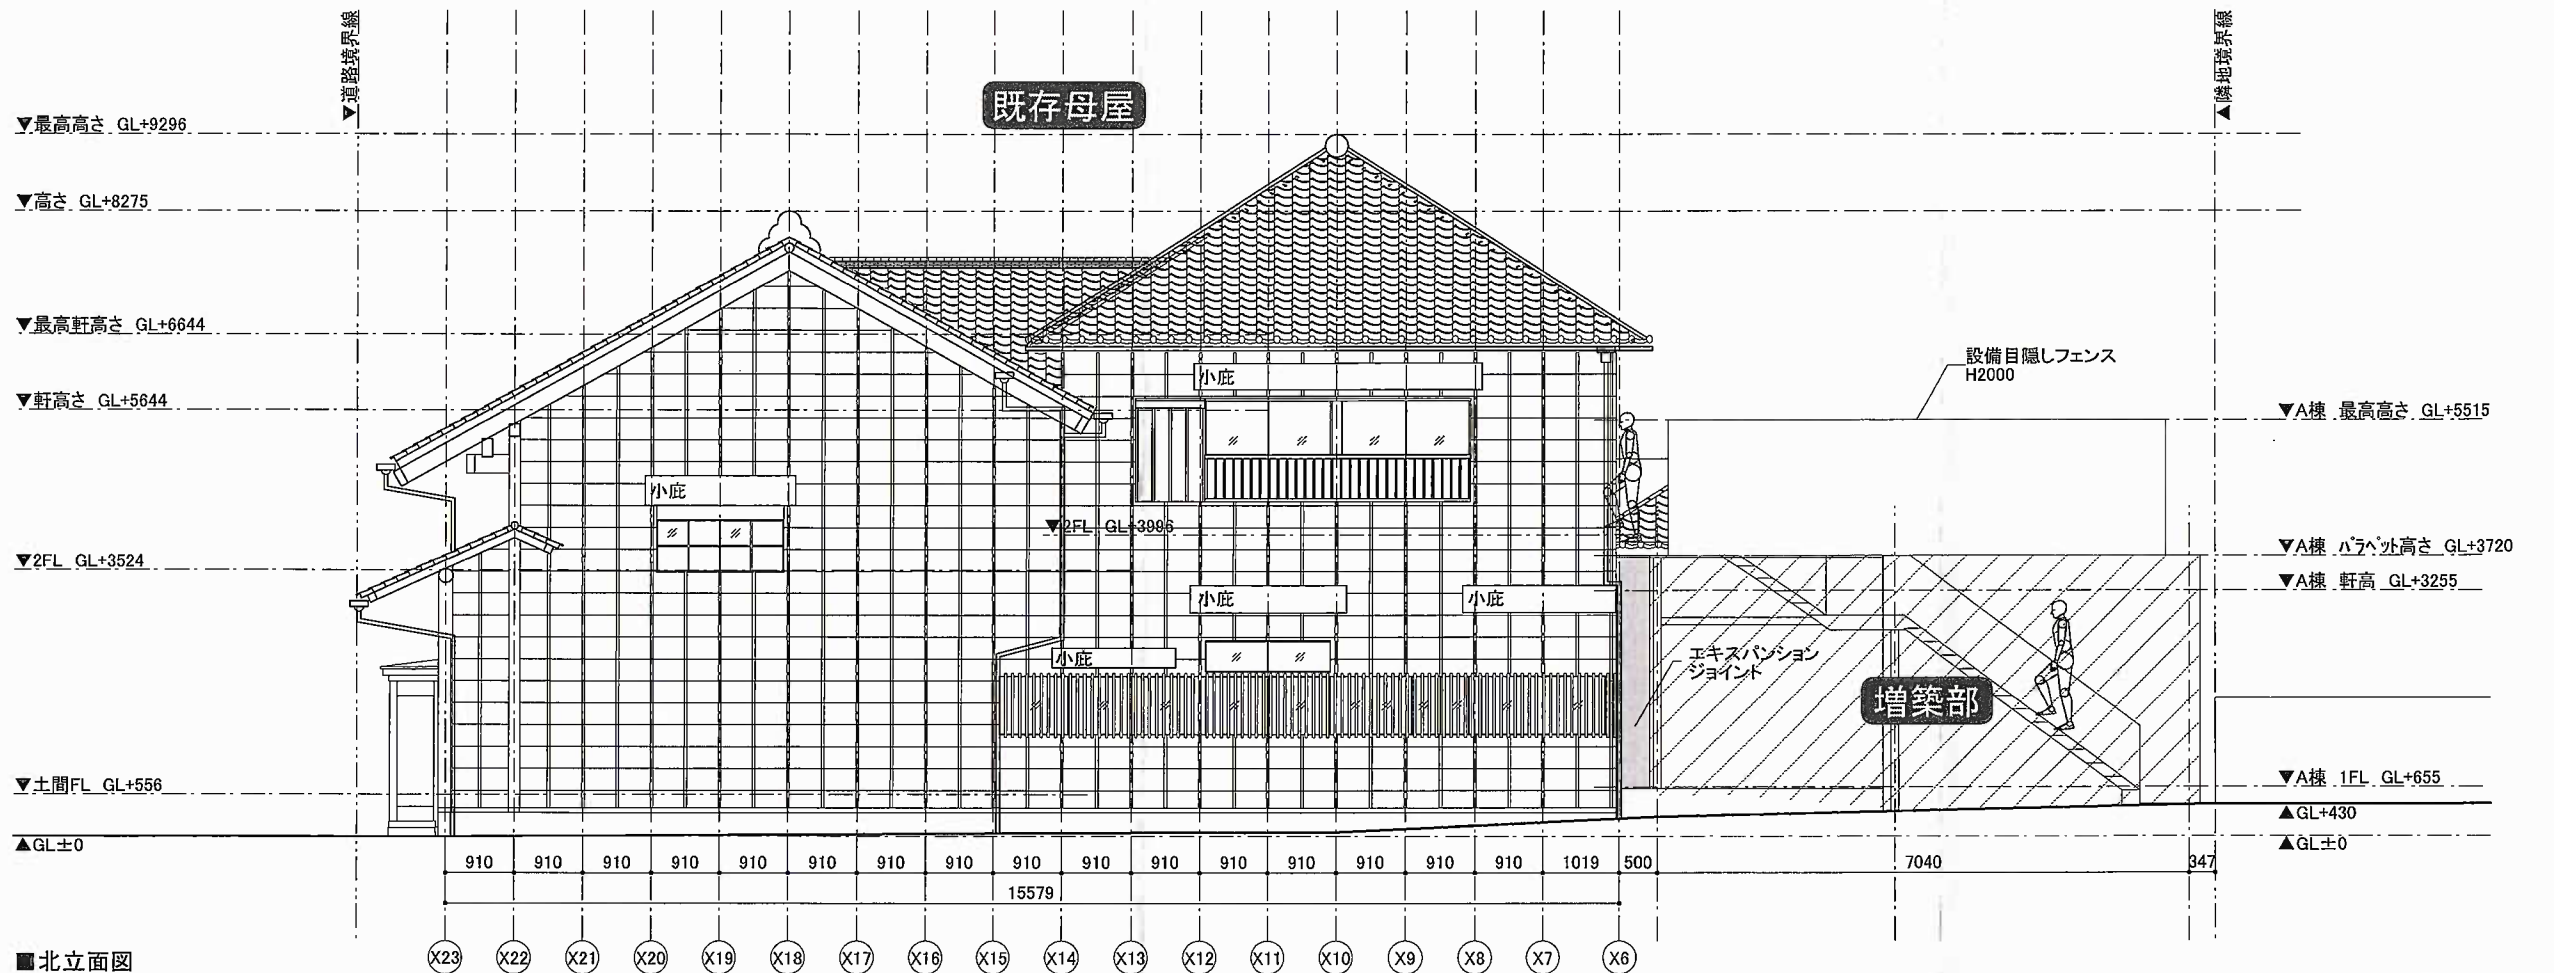 ▼道路境界線
▲隣地境界線
既存母屋
▼最高高さ GL+9296
▼高さ GL+8275
▼最高軒高さ GL+6644
▼軒高さ GL+5644
▼2FL GL+3524
▼土間FL GL+556
▲GL±0
小庇
小庇
▼2FL GL+3996
小庇
小庇
小庇
設備目隠しフェンス
H2000
エキスパンション
ジョイント
増築部
▼A棟 最高高さ GL+5515
▼A棟 パラペット高さ GL+3720
▼A棟 軒高 GL+3255
▼A棟 1FL GL+655
▲GL+430
▲GL±0
910 910 910 910 910 910 910 910 910 910 910 910 910 910 910 910 1019 500 7040 347
15579
X23 X22 X21 X20 X19 X18 X17 X16 X15 X14 X13 X12 X11 X10 X9 X8 X7 X6
■北立面図